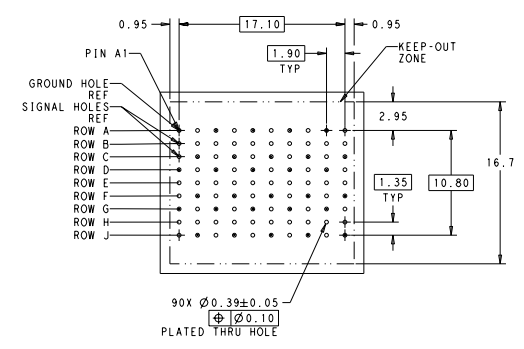 0.95 17.10 0.95
PIN A1
1.90
TYP
KEEP-OUT
ZONE
GROUND HOLE
REF
SIGNAL HOLES
REF
2.95
ROW A
ROW B
ROW C
ROW D
ROW E
ROW F
ROW G
ROW H
ROW J
1.35
TYP
10.80
16.7
90X Ø0.39±0.05
⌖ Ø0.10
PLATED THRU HOLE